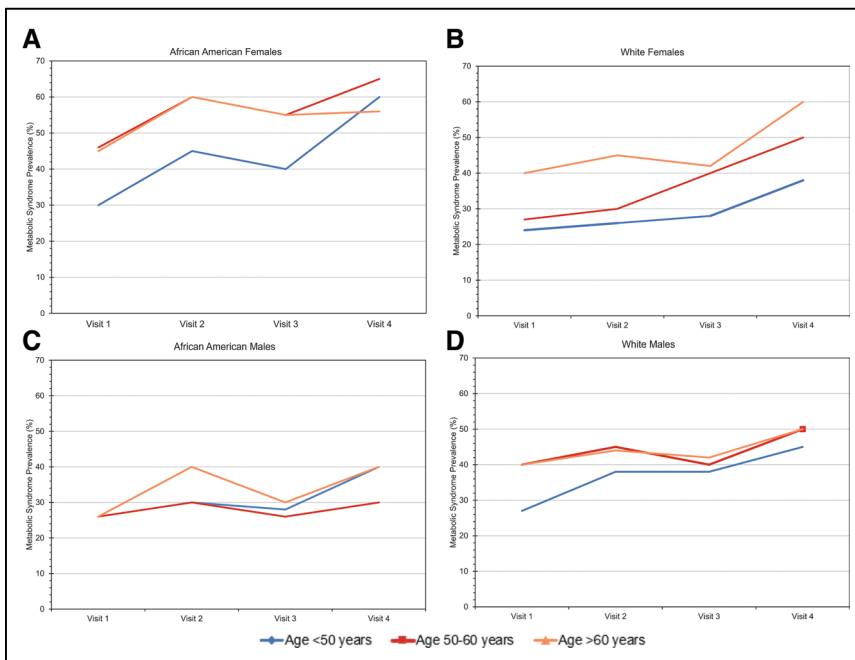 A
African American Females
Metabolic Syndrome Prevalence (%)
70
60
50
40
30
20
10
0
Visit 1
Visit 2
Visit 3
Visit 4
B
White Females
Metabolic Syndrome Prevalence (%)
70
60
50
40
30
20
10
0
Visit 1
Visit 2
Visit 3
Visit 4
C
African American Males
Metabolic Syndrome Prevalence (%)
70
60
50
40
30
20
10
0
Visit 1
Visit 2
Visit 3
Visit 4
D
White Males
Metabolic Syndrome Prevalence (%)
70
60
50
40
30
20
10
0
Visit 1
Visit 2
Visit 3
Visit 4
Age <50 years Age 50-60 years Age >60 years